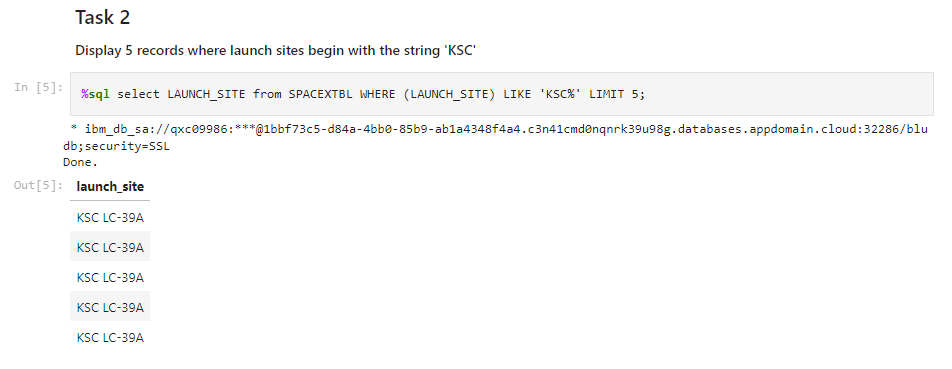 Task 2
Display 5 records where launch sites begin with the string 'KSC'
In [5]: %sql select LAUNCH_SITE from SPACEXTBL WHERE (LAUNCH_SITE) LIKE 'KSC%' LIMIT 5;
* ibm_db_sa://qxc09986:***@1bbf73c5-d84a-4bb0-85b9-ab1a4348f4a4.c3n41cmd0nqnrk39u98g.databases.appdomain.cloud:32286/blu
db;security=SSL
Done.
Out[5]: launch_site
KSC LC-39A
KSC LC-39A
KSC LC-39A
KSC LC-39A
KSC LC-39A